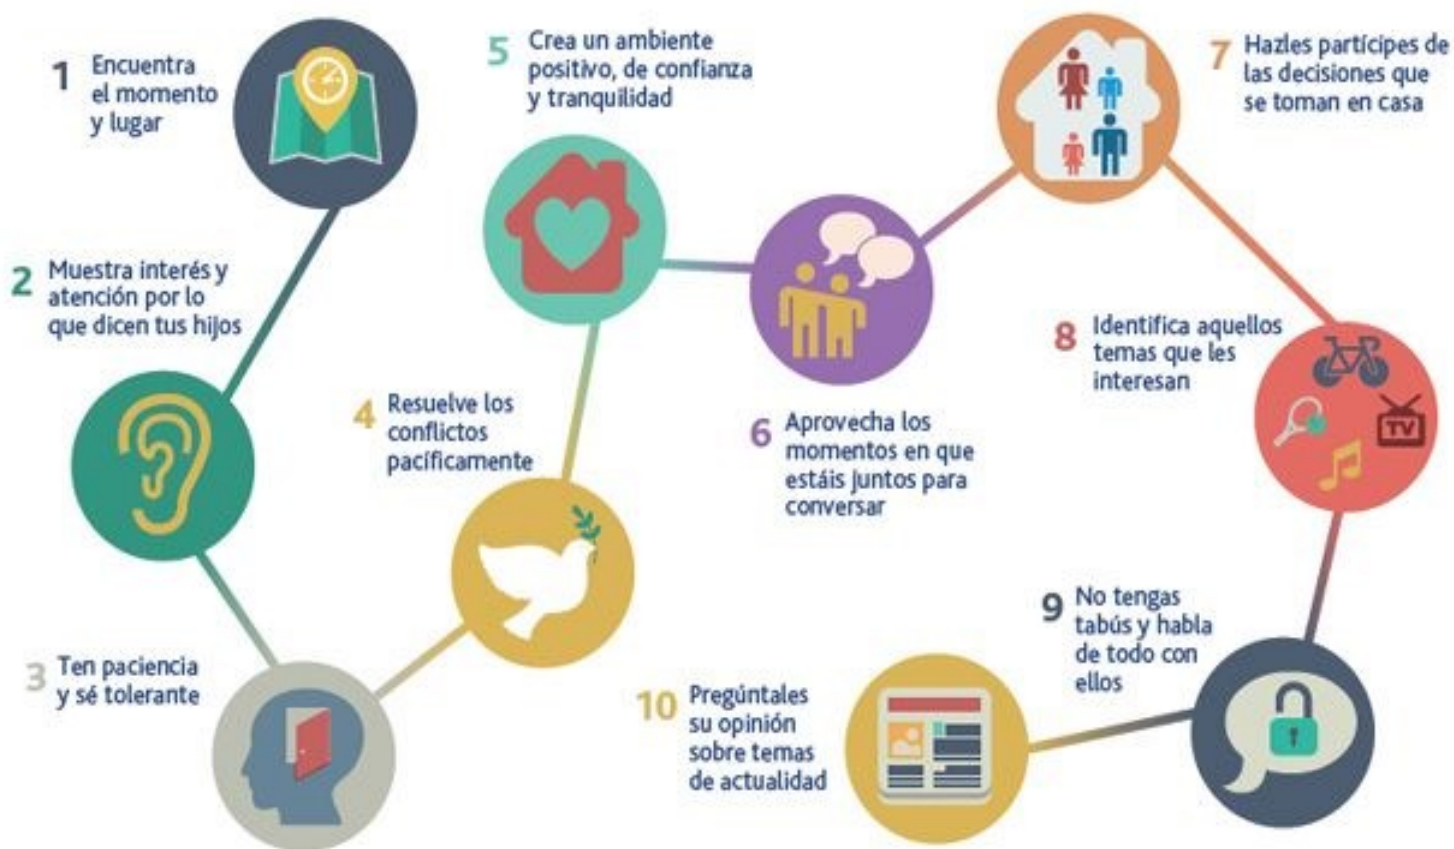 1 Encuentra
el momento
y lugar
2 Muestra interés y
atención por lo
que dicen tus hijos
3 Ten paciencia
y sé tolerante
4 Resuelve los
conflictos
pacíficamente
5 Crea un ambiente
positivo, de confianza
y tranquilidad
6 Aprovecha los
momentos en que
estáis juntos para
conversar
7 Hazles partícipes de
las decisiones que
se toman en casa
8 Identifica aquellos
temas que les
interesan
TV
9 No tengas
tabús y habla
de todo con
ellos
10 Pregúntales
su opinión
sobre temas
de actualidad